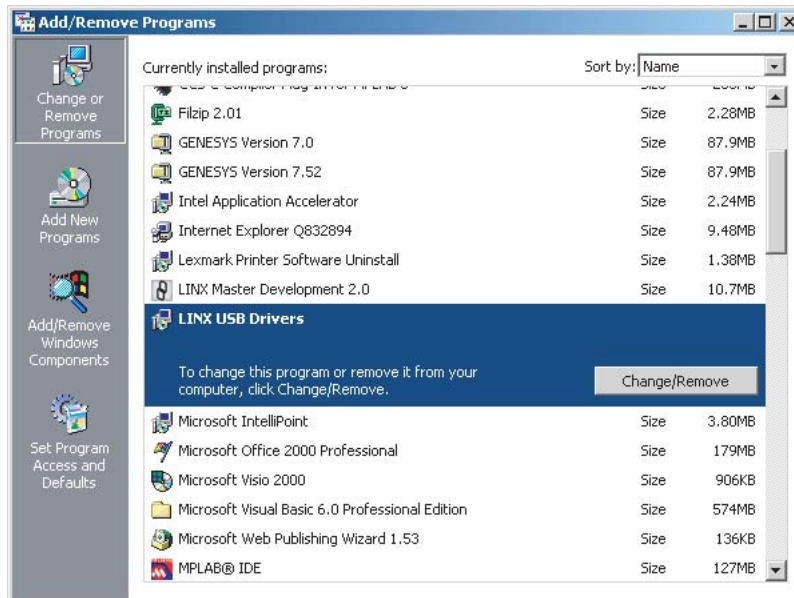 Add/Remove Programs
Change or
Remove
Programs
Add New
Programs
Add/Remove
Windows
Components
Set Program
Access and
Defaults
Currently installed programs:
Sort by: Name
Filzip 2.01 Size 2.28MB
GENESYS Version 7.0 Size 87.9MB
GENESYS Version 7.52 Size 87.9MB
Intel Application Accelerator Size 2.24MB
Internet Explorer Q832894 Size 9.48MB
Lexmark Printer Software Uninstall Size 1.38MB
LINX Master Development 2.0 Size 10.7MB
LINX USB Drivers
To change this program or remove it from your
computer, click Change/Remove.
Change/Remove
Microsoft IntelliPoint Size 3.80MB
Microsoft Office 2000 Professional Size 179MB
Microsoft Visio 2000 Size 906KB
Microsoft Visual Basic 6.0 Professional Edition Size 574MB
Microsoft Web Publishing Wizard 1.53 Size 136KB
MPLAB® IDE Size 127MB